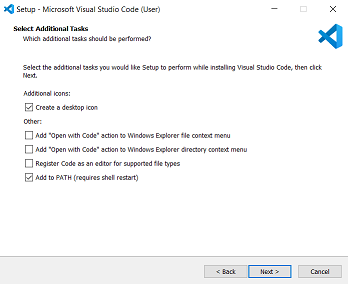 Setup - Microsoft Visual Studio Code (User)
Select Additional Tasks
Which additional tasks should be performed?
Select the additional tasks you would like Setup to perform while installing Visual Studio Code, then click
Next.
Additional icons:
Create a desktop icon
Other:
Add "Open with Code" action to Windows Explorer file context menu
Add "Open with Code" action to Windows Explorer directory context menu
Register Code as an editor for supported file types
Add to PATH (requires shell restart)
< Back
Next >
Cancel